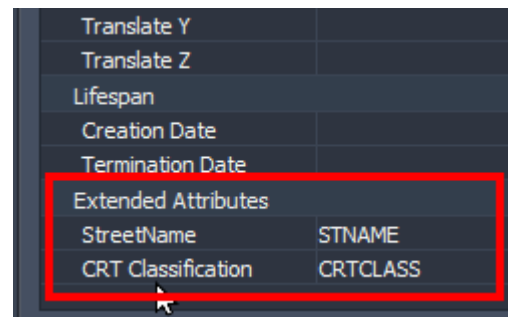 Translate Y
Translate Z
Lifespan
Creation Date
Termination Date
Extended Attributes
StreetName STNAME
CRT Classification CRTCLASS